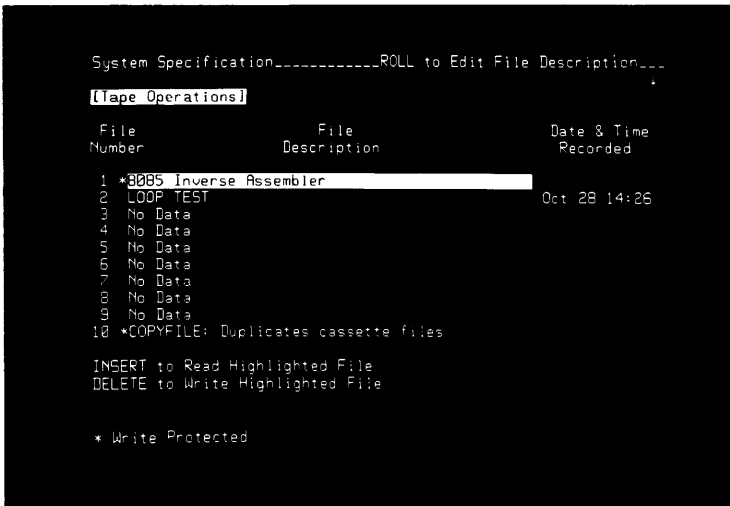 System Specification____________ROLL to Edit File Description___
[Tape Operations]
File File Date & Time
Number Description Recorded
1 *8085 Inverse Assembler
2 LOOP TEST Oct 28 14:26
3 No Data
4 No Data
5 No Data
6 No Data
7 No Data
8 No Data
9 No Data
10 *COPYFILE: Duplicates cassette files
INSERT to Read Highlighted File
DELETE to Write Highlighted File
* Write Protected